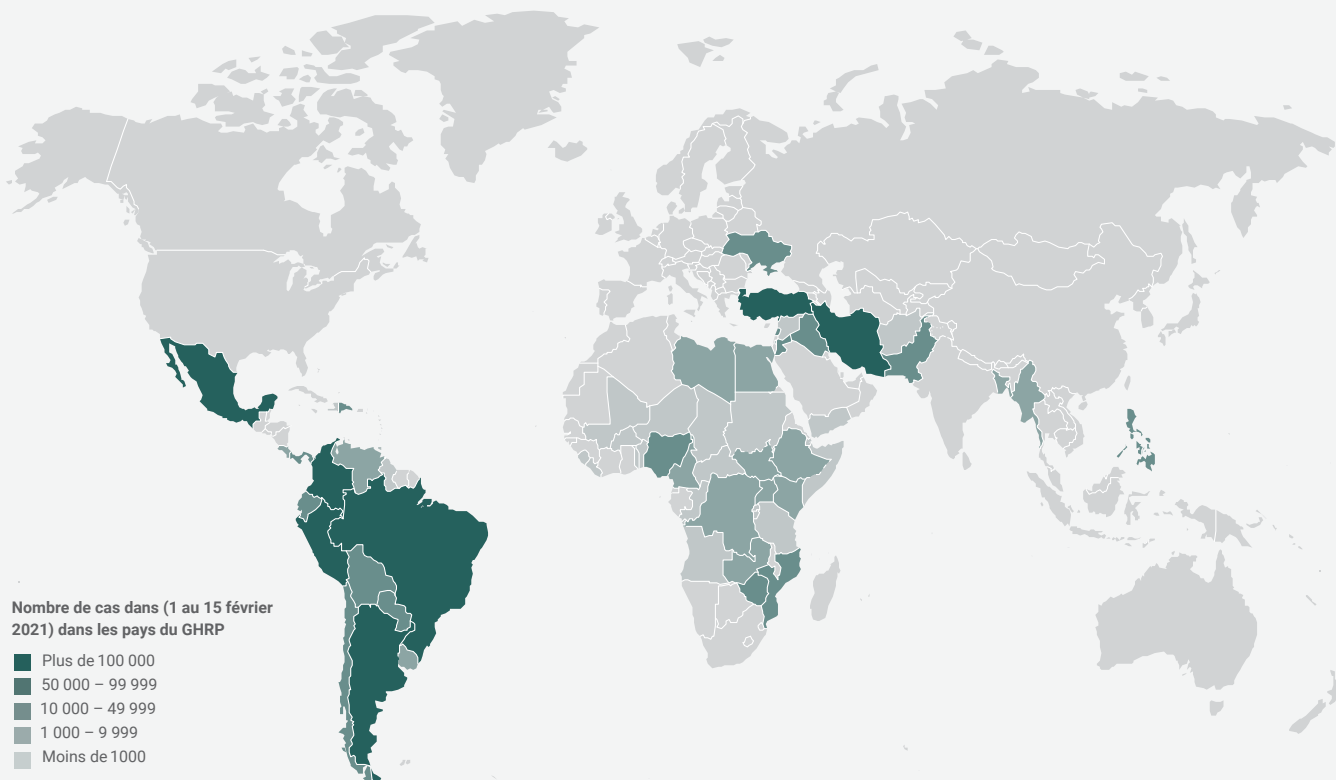 Nombre de cas dans (1 au 15 février
2021) dans les pays du GHRP
Plus de 100 000
50 000 – 99 999
10 000 – 49 999
1 000 – 9 999
Moins de 1000